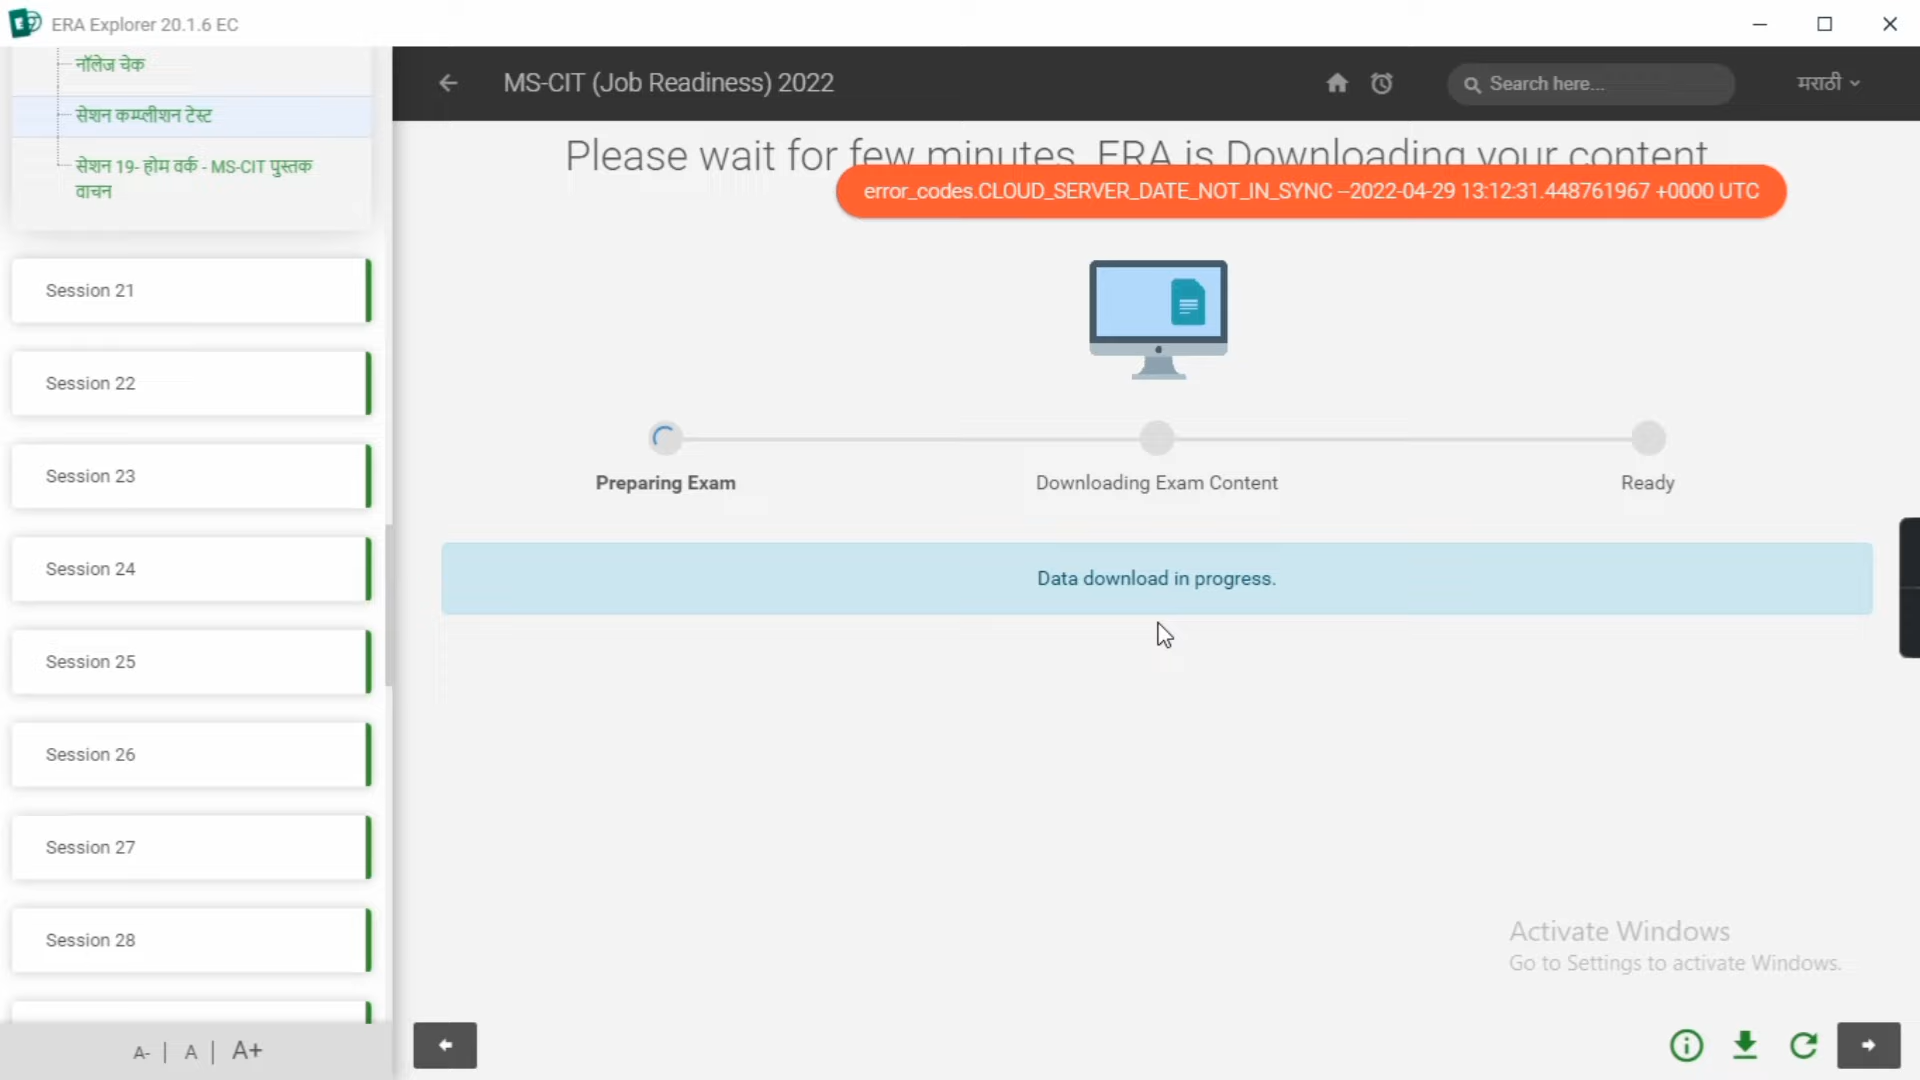 ERA Explorer 20.1.6 EC
नॉलेज चेक
सेशन कम्प्लीशन टेस्ट
सेशन 19- होम वर्क - MS-CIT पुस्तक
वाचन
Session 21
Session 22
Session 23
Session 24
Session 25
Session 26
Session 27
Session 28
A- | A | A+
MS-CIT (Job Readiness) 2022
Search here...
मराठी
Please wait for few minutes. ERA is Downloading your content
error_codes.CLOUD_SERVER_DATE_NOT_IN_SYNC --2022-04-29 13:12:31.448761967 +0000 UTC
Preparing Exam
Downloading Exam Content
Ready
Data download in progress.
Activate Windows
Go to Settings to activate Windows.